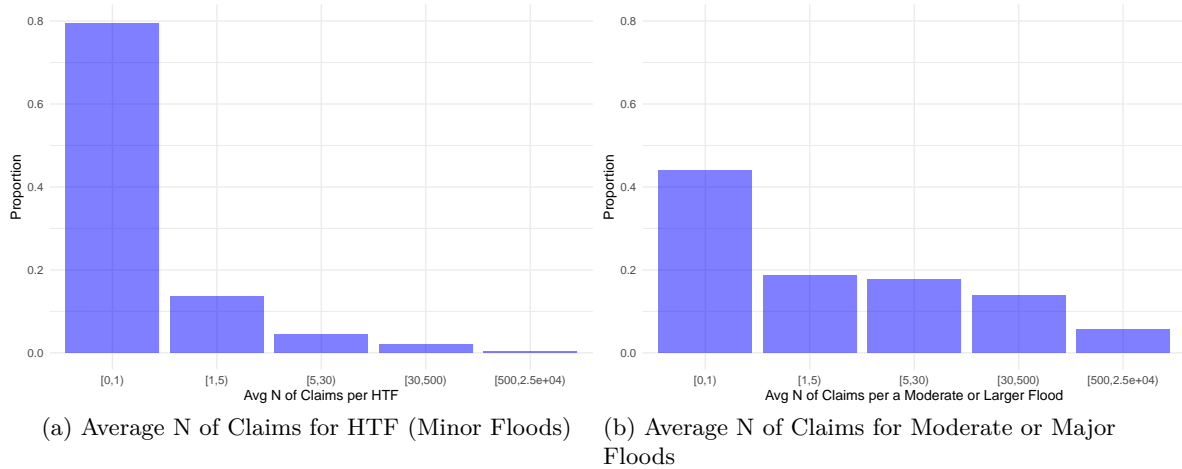 0.8
0.6
0.4
0.2
0.0
Proportion
[0,1)
[1,5)
[5,30)
[30,500)
[500,2.5e+04)
Avg N of Claims per HTF
(a) Average N of Claims for HTF (Minor Floods)
0.8
0.6
0.4
0.2
0.0
Proportion
[0,1)
[1,5)
[5,30)
[30,500)
[500,2.5e+04)
Avg N of Claims per a Moderate or Larger Flood
(b) Average N of Claims for Moderate or Major
Floods